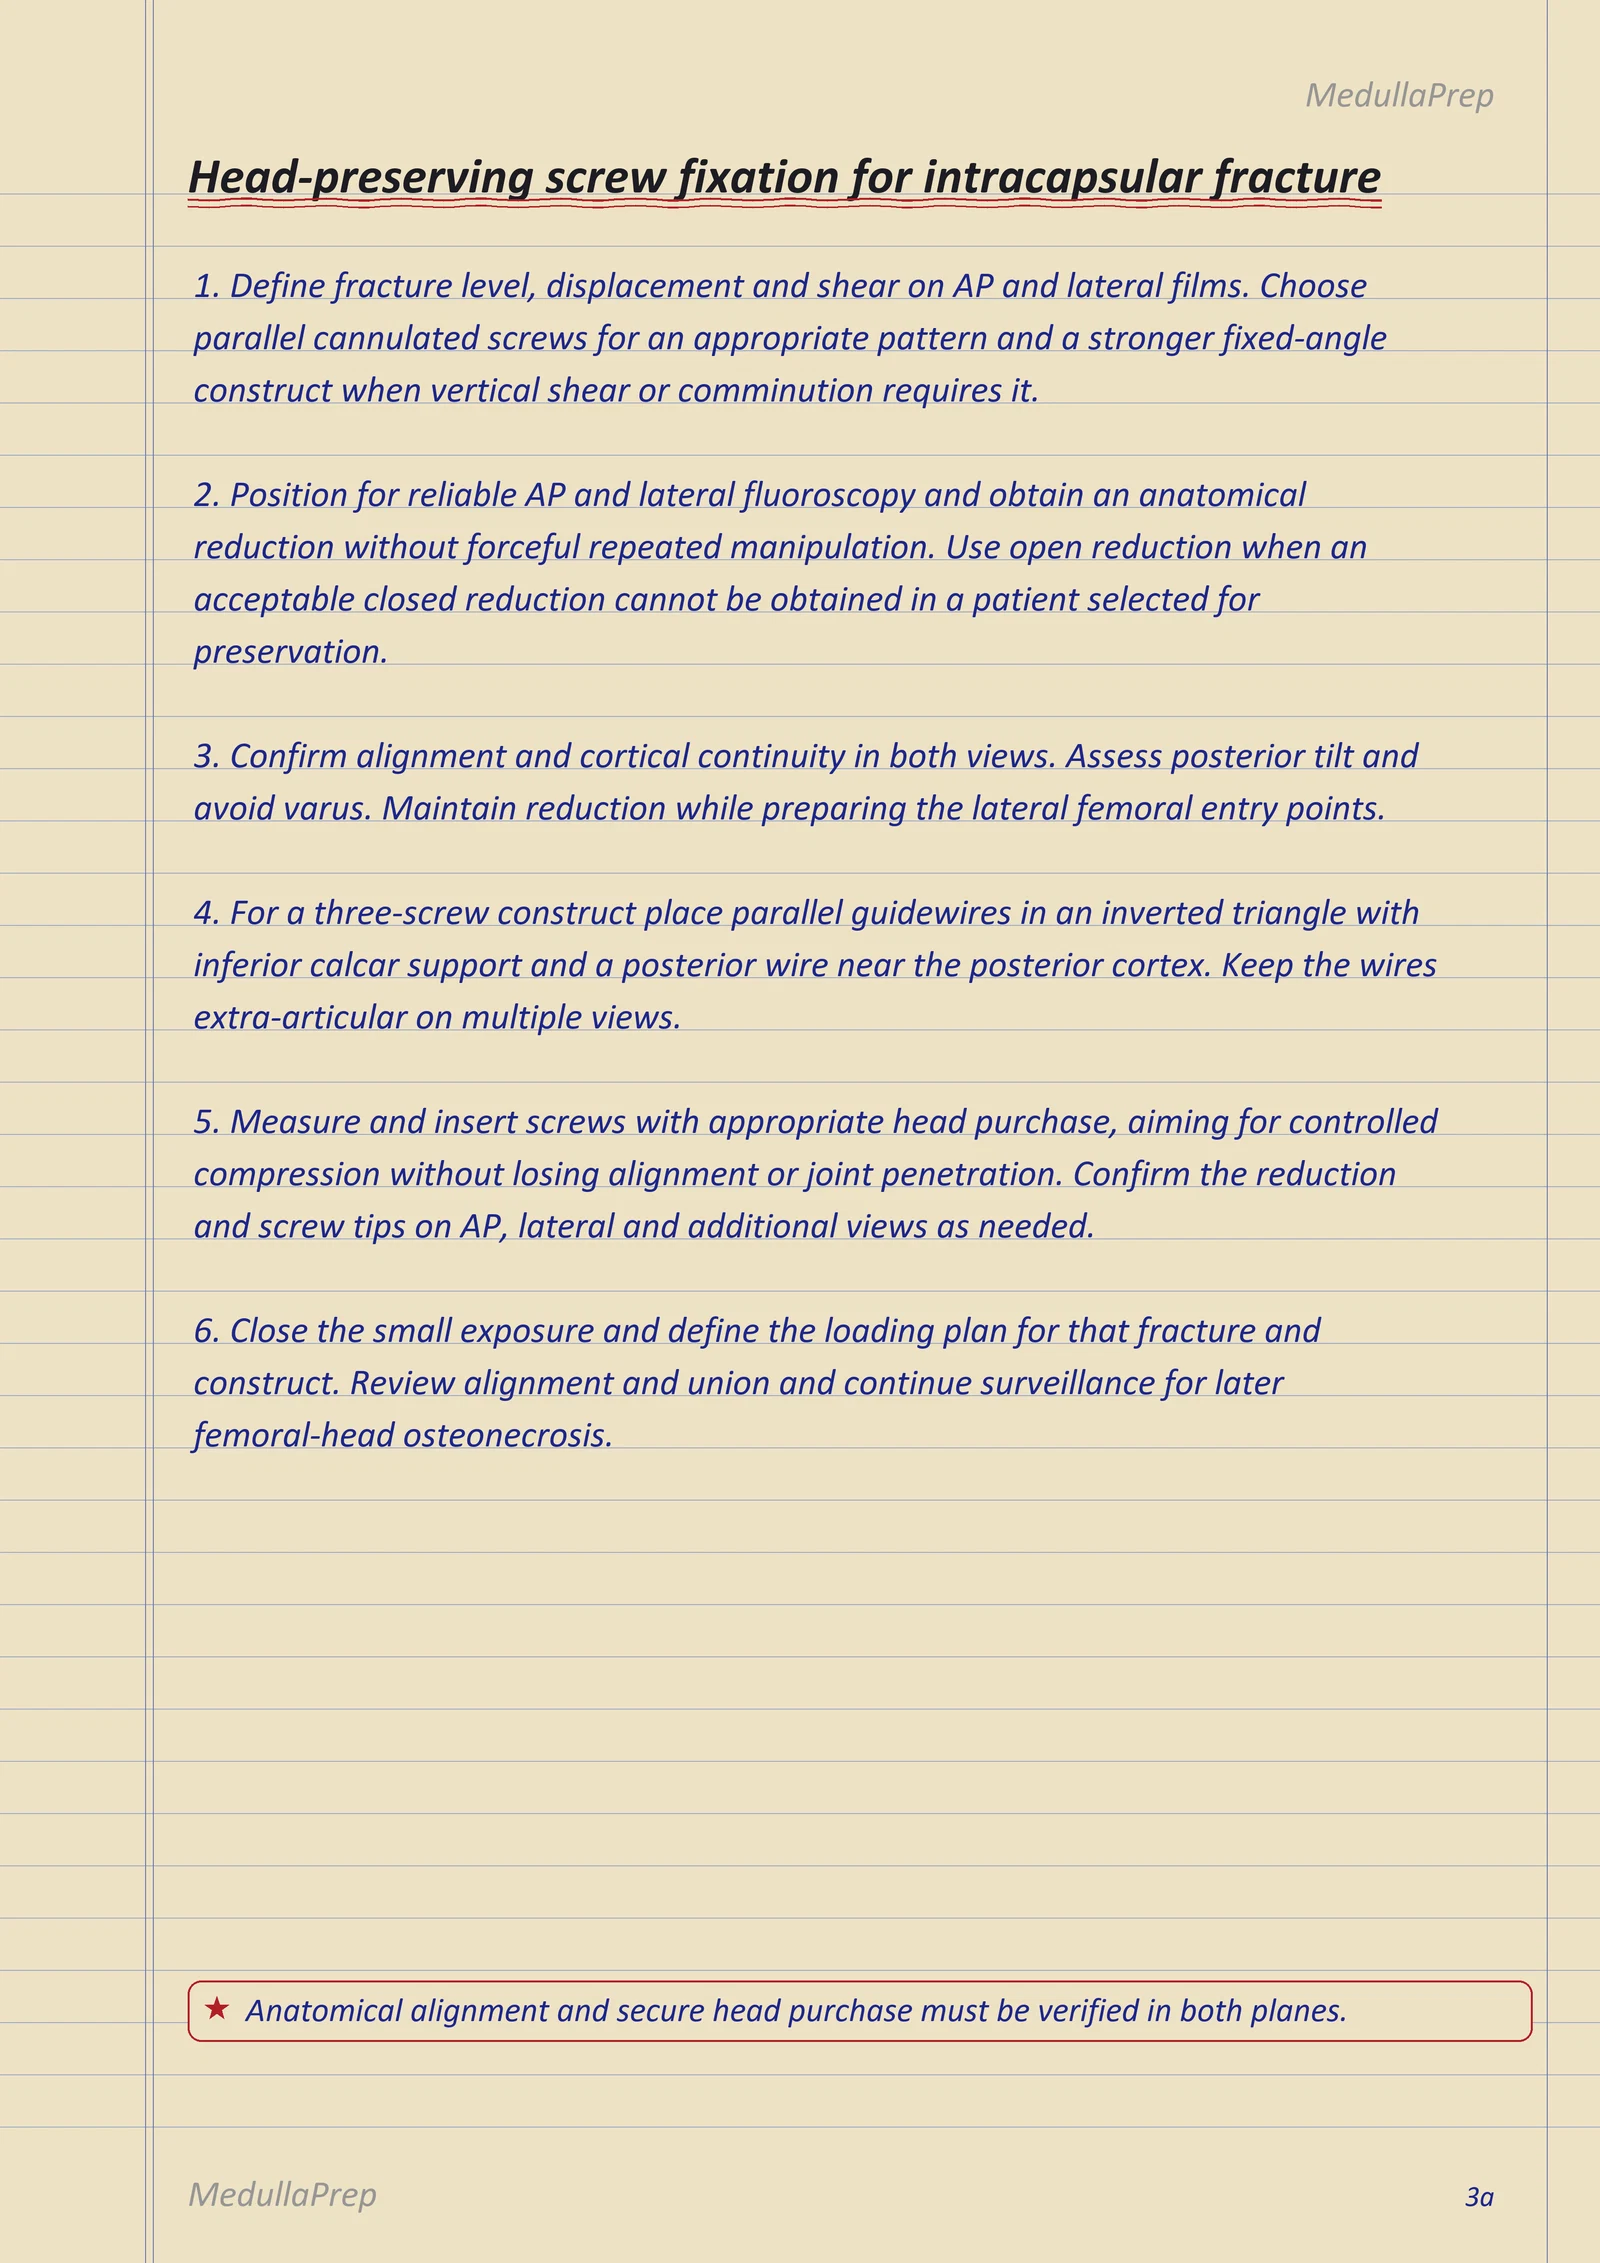 MedullaPrep
Head-preserving screw fixation for intracapsular fracture
1. Define fracture level, displacement and shear on AP and lateral films. Choose
parallel cannulated screws for an appropriate pattern and a stronger fixed-angle
construct when vertical shear or comminution requires it.
2. Position for reliable AP and lateral fluoroscopy and obtain an anatomical
reduction without forceful repeated manipulation. Use open reduction when an
acceptable closed reduction cannot be obtained in a patient selected for
preservation.
3. Confirm alignment and cortical continuity in both views. Assess posterior tilt and
avoid varus. Maintain reduction while preparing the lateral femoral entry points.
4. For a three-screw construct place parallel guidewires in an inverted triangle with
inferior calcar support and a posterior wire near the posterior cortex. Keep the wires
extra-articular on multiple views.
5. Measure and insert screws with appropriate head purchase, aiming for controlled
compression without losing alignment or joint penetration. Confirm the reduction
and screw tips on AP, lateral and additional views as needed.
6. Close the small exposure and define the loading plan for that fracture and
construct. Review alignment and union and continue surveillance for later
femoral-head osteonecrosis.
★ Anatomical alignment and secure head purchase must be verified in both planes.
MedullaPrep
3a